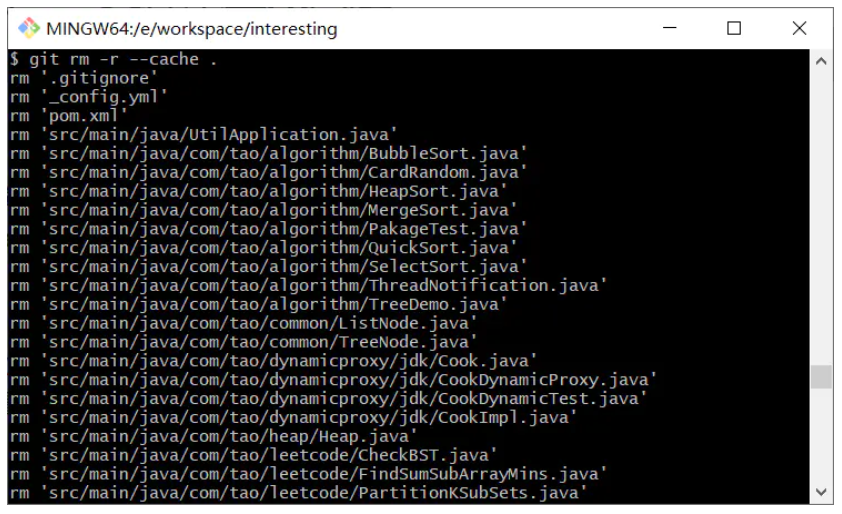 MINGW64:/e/workspace/interesting
$ git rm -r --cache .
rm '.gitignore'
rm '_config.yml'
rm 'pom.xml'
rm 'src/main/java/UtilApplication.java'
rm 'src/main/java/com/tao/algorithm/BubbleSort.java'
rm 'src/main/java/com/tao/algorithm/CardRandom.java'
rm 'src/main/java/com/tao/algorithm/HeapSort.java'
rm 'src/main/java/com/tao/algorithm/MergeSort.java'
rm 'src/main/java/com/tao/algorithm/PakageTest.java'
rm 'src/main/java/com/tao/algorithm/QuickSort.java'
rm 'src/main/java/com/tao/algorithm/SelectSort.java'
rm 'src/main/java/com/tao/algorithm/ThreadNotification.java'
rm 'src/main/java/com/tao/algorithm/TreeDemo.java'
rm 'src/main/java/com/tao/common/ListNode.java'
rm 'src/main/java/com/tao/common/TreeNode.java'
rm 'src/main/java/com/tao/dynamicproxy/jdk/Cook.java'
rm 'src/main/java/com/tao/dynamicproxy/jdk/CookDynamicProxy.java'
rm 'src/main/java/com/tao/dynamicproxy/jdk/CookDynamicTest.java'
rm 'src/main/java/com/tao/dynamicproxy/jdk/CookImpl.java'
rm 'src/main/java/com/tao/heap/Heap.java'
rm 'src/main/java/com/tao/leetcode/CheckBST.java'
rm 'src/main/java/com/tao/leetcode/FindSumSubArrayMins.java'
rm 'src/main/java/com/tao/leetcode/PartitionKSubSets.java'